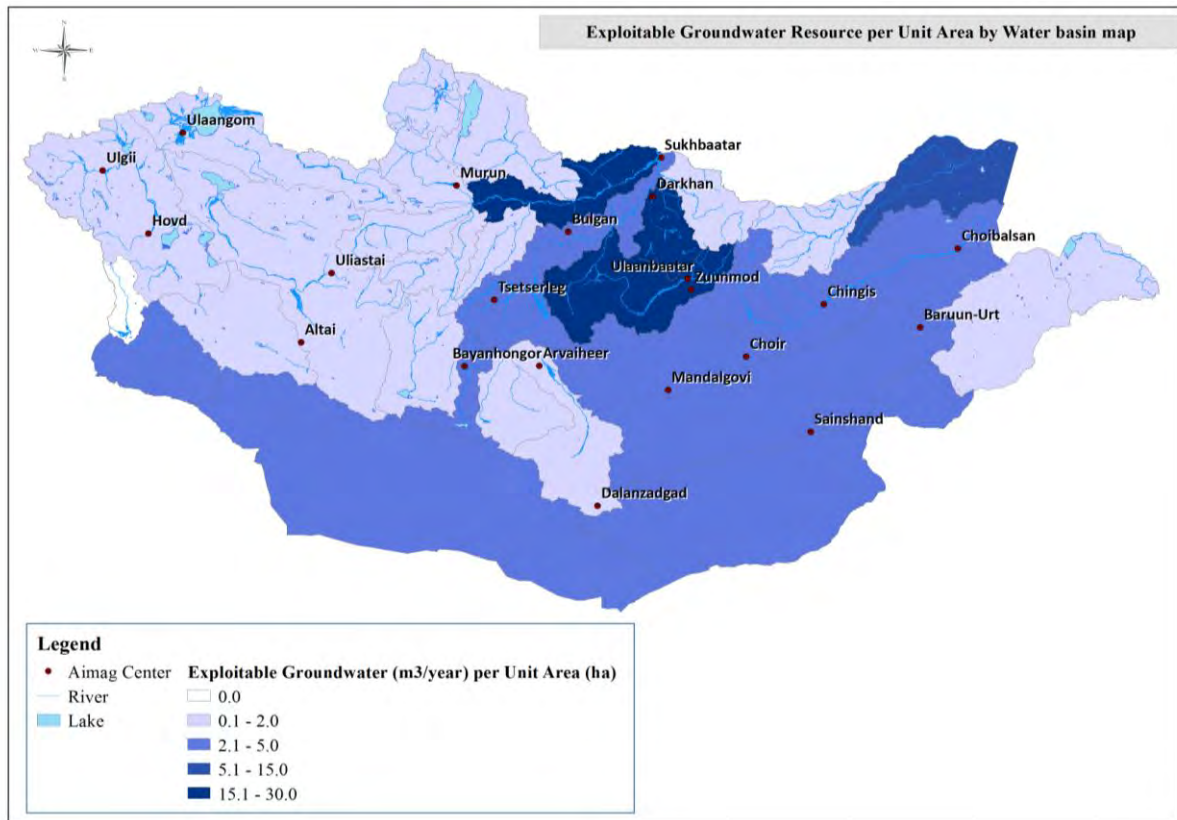 Exploitable Groundwater Resource per Unit Area by Water basin map
N
W E
S
Ulaangom
Ulgii
Sukhbaatar
Murun
Darkhan
Hovd
Bulgan
Choibalsan
Uliastai
Ulaanbaatar
Zuunmod
Tsetserleg
Chingis
Baruun-Urt
Altai
Bayanhongor Arvaiheer
Choir
Mandalgovi
Sainshand
Dalanzadgad
Legend
Aimag Center Exploitable Groundwater (m3/year) per Unit Area (ha)
River 0.0
Lake 0.1 - 2.0
2.1 - 5.0
5.1 - 15.0
15.1 - 30.0